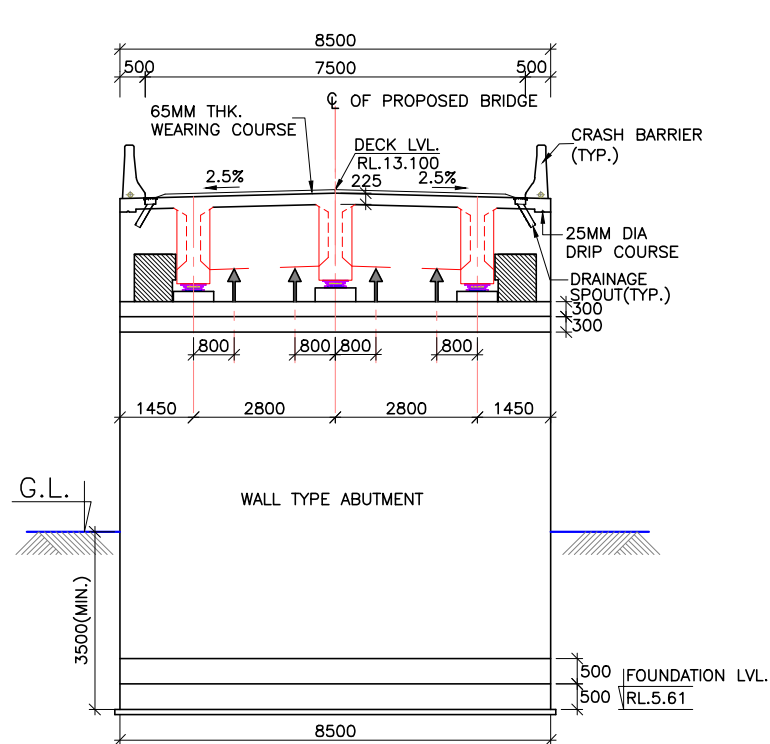 8500
500
7500
500
℄ OF PROPOSED BRIDGE
65MM THK.
WEARING COURSE
DECK LVL.
RL.13.100
CRASH BARRIER
(TYP.)
2.5%
225
2.5%
25MM DIA
DRIP COURSE
DRAINAGE
SPOUT(TYP.)
300
300
800
800
800
800
1450
2800
2800
1450
G.L.
WALL TYPE ABUTMENT
3500(MIN.)
500
500
FOUNDATION LVL.
RL.5.61
8500